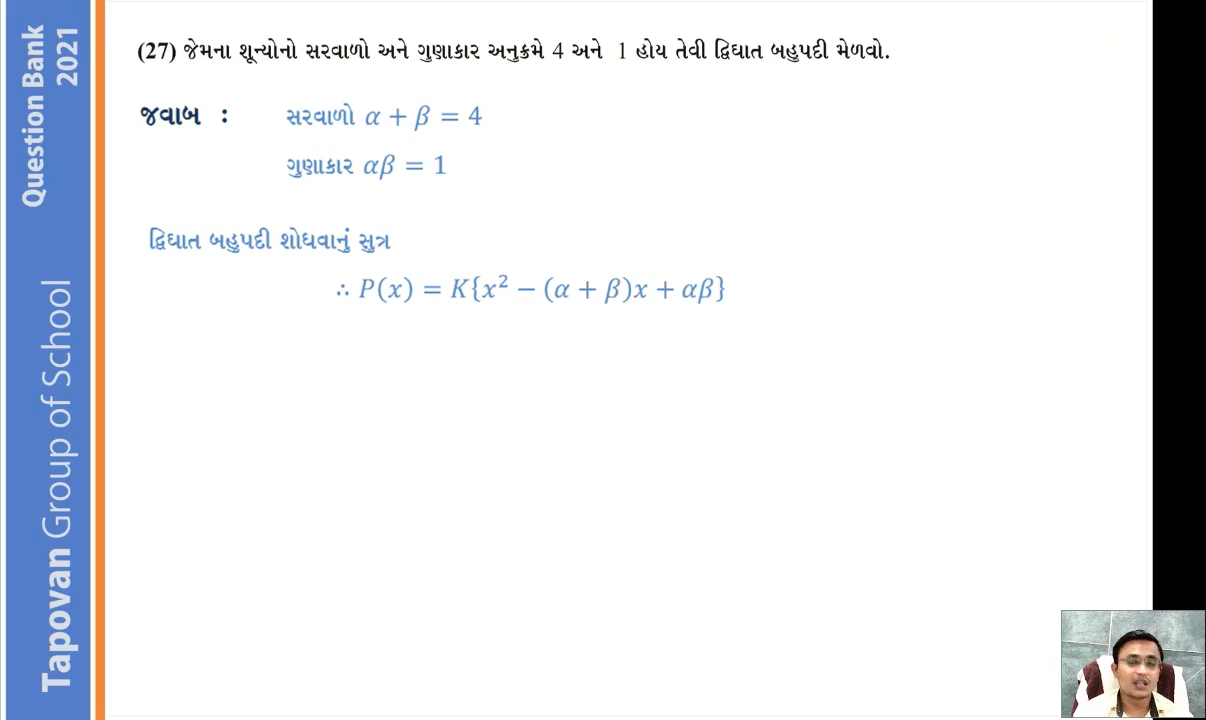 Question Bank
2021
Tapovan Group of School
(27) જેમના શૂન્યોનો સરવાળો અને ગુણાકાર અનુક્રમે 4 અને 1 હોય તેવી દ્વિઘાત બહુપદી મેળવો.
જવાબ : સરવાળો α + β = 4
ગુણાકાર αβ = 1
દ્વિઘાત બહુપદી શોધવાનું સુત્ર
∴ P(x) = K{x² − (α + β)x + αβ}